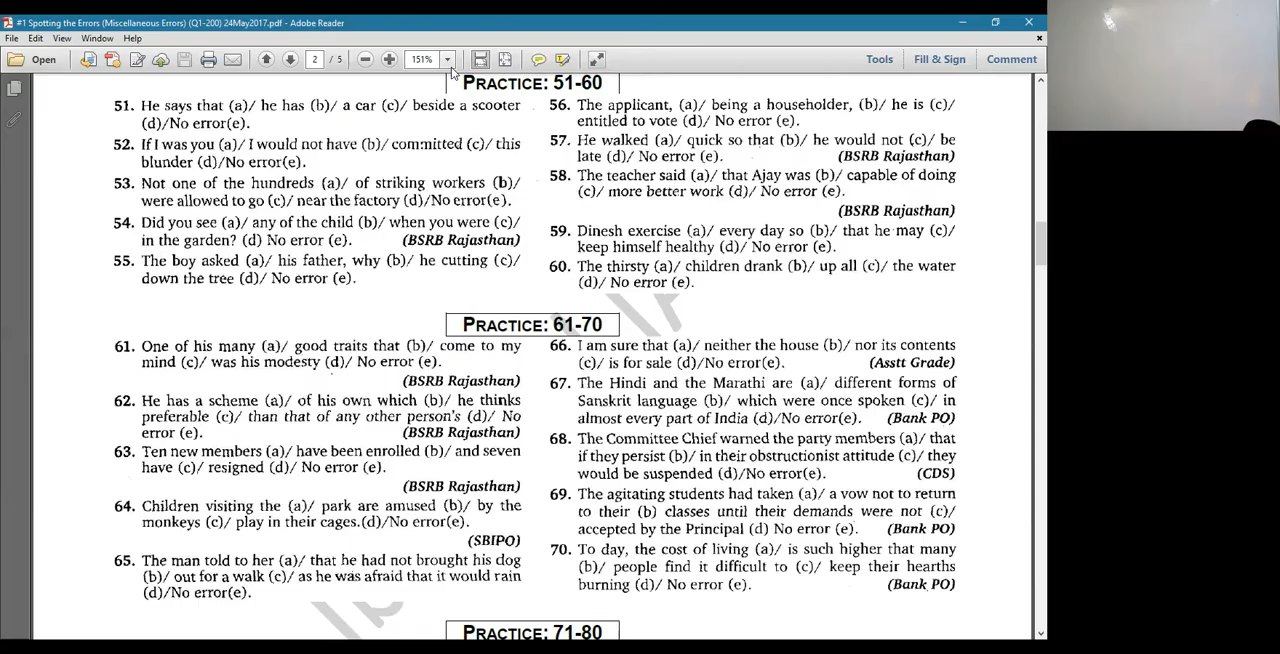 #1 Spotting the Errors (Miscellaneous Errors) (Q1-200) 24May2017.pdf - Adobe Reader
File Edit View Window Help
Open 2 / 5 151% Tools Fill & Sign Comment
PRACTICE: 51-60
51. He says that (a)/ he has (b)/ a car (c)/ beside a scooter
(d)/No error(e).
52. If I was you (a)/ I would not have (b)/ committed (c)/ this
blunder (d)/No error(e).
53. Not one of the hundreds (a)/ of striking workers (b)/
were allowed to go (c)/ near the factory (d)/No error(e).
54. Did you see (a)/ any of the child (b)/ when you were (c)/
in the garden? (d) No error (e). (BSRB Rajasthan)
55. The boy asked (a)/ his father, why (b)/ he cutting (c)/
down the tree (d)/ No error (e).
56. The applicant, (a)/ being a householder, (b)/ he is (c)/
entitled to vote (d)/ No error (e).
57. He walked (a)/ quick so that (b)/ he would not (c)/ be
late (d)/ No error (e). (BSRB Rajasthan)
58. The teacher said (a)/ that Ajay was (b)/ capable of doing
(c)/ more better work (d)/ No error (e).
(BSRB Rajasthan)
59. Dinesh exercise (a)/ every day so (b)/ that he may (c)/
keep himself healthy (d)/ No error (e).
60. The thirsty (a)/ children drank (b)/ up all (c)/ the water
(d)/ No error (e).
PRACTICE: 61-70
61. One of his many (a)/ good traits that (b)/ come to my
mind (c)/ was his modesty (d)/ No error (e).
(BSRB Rajasthan)
62. He has a scheme (a)/ of his own which (b)/ he thinks
preferable (c)/ than that of any other person's (d)/ No
error (e). (BSRB Rajasthan)
63. Ten new members (a)/ have been enrolled (b)/ and seven
have (c)/ resigned (d)/ No error (e).
(BSRB Rajasthan)
64. Children visiting the (a)/ park are amused (b)/ by the
monkeys (c)/ play in their cages.(d)/No error(e).
(SBIPO)
65. The man told to her (a)/ that he had not brought his dog
(b)/ out for a walk (c)/ as he was afraid that it would rain
(d)/No error(e).
66. I am sure that (a)/ neither the house (b)/ nor its contents
(c)/ is for sale (d)/No error(e). (Asstt Grade)
67. The Hindi and the Marathi are (a)/ different forms of
Sanskrit language (b)/ which were once spoken (c)/ in
almost every part of India (d)/No error(e). (Bank PO)
68. The Committee Chief warned the party members (a)/ that
if they persist (b)/ in their obstructionist attitude (c)/ they
would be suspended (d)/No error(e). (CDS)
69. The agitating students had taken (a)/ a vow not to return
to their (b) classes until their demands were not (c)/
accepted by the Principal (d) No error (e). (Bank PO)
70. To day, the cost of living (a)/ is such higher that many
(b)/ people find it difficult to (c)/ keep their hearths
burning (d)/ No error (e). (Bank PO)
PRACTICE: 71-80